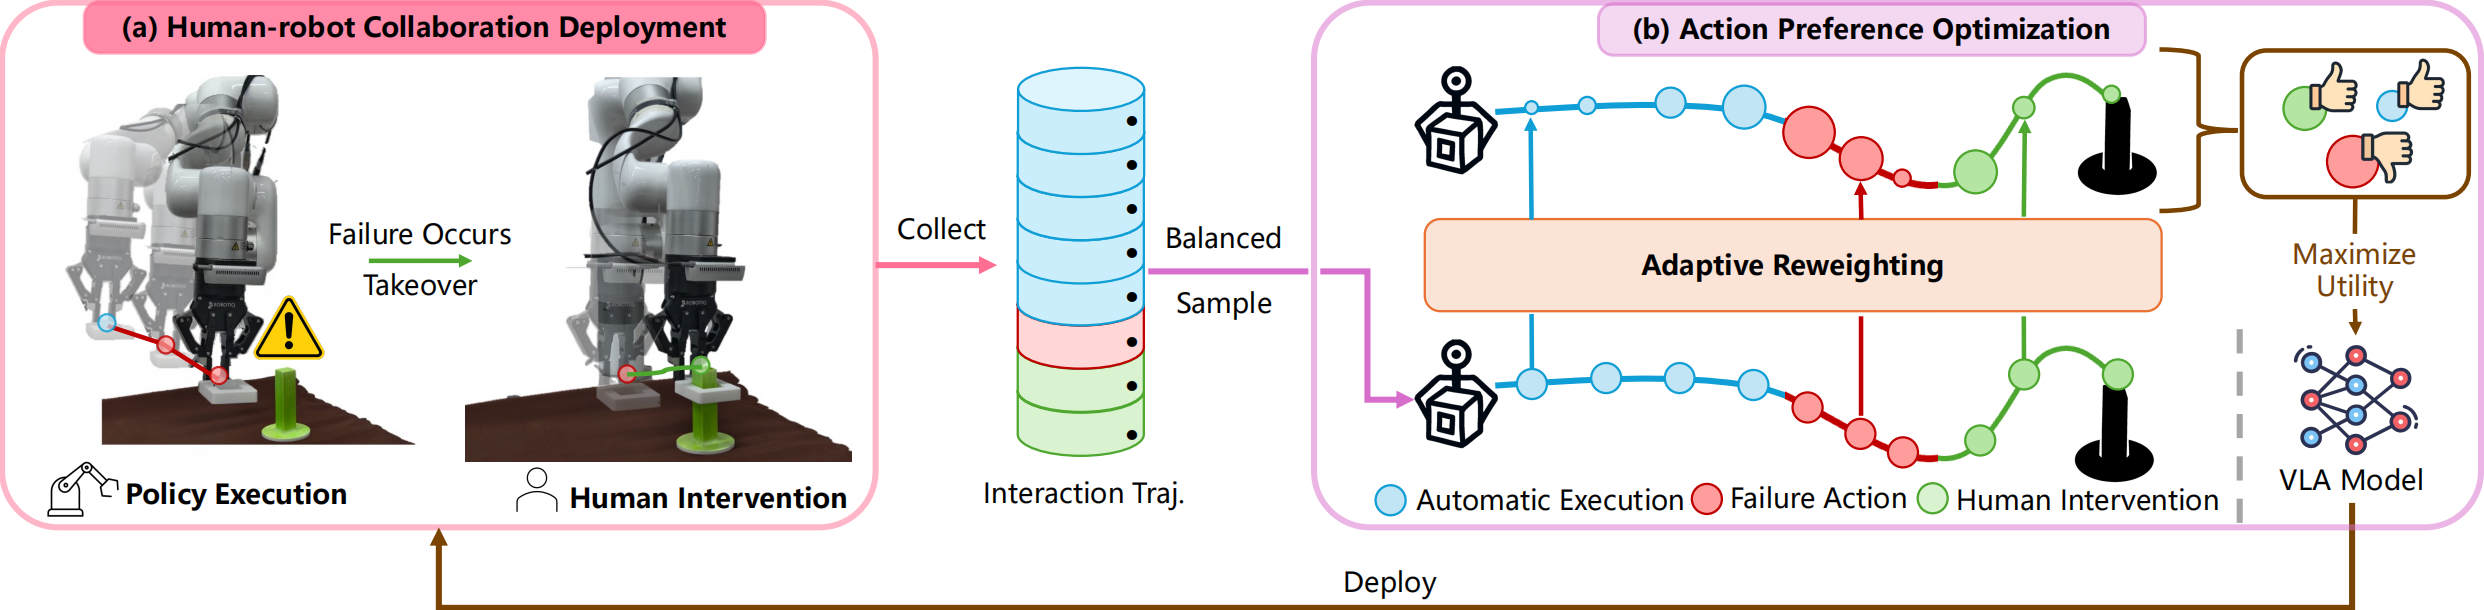 (a) Human-robot Collaboration Deployment
Failure Occurs
Takeover
Policy Execution
Human Intervention
Collect
Interaction Traj.
Balanced
Sample
(b) Action Preference Optimization
Adaptive Reweighting
Automatic Execution
Failure Action
Human Intervention
Maximize
Utility
VLA Model
Deploy